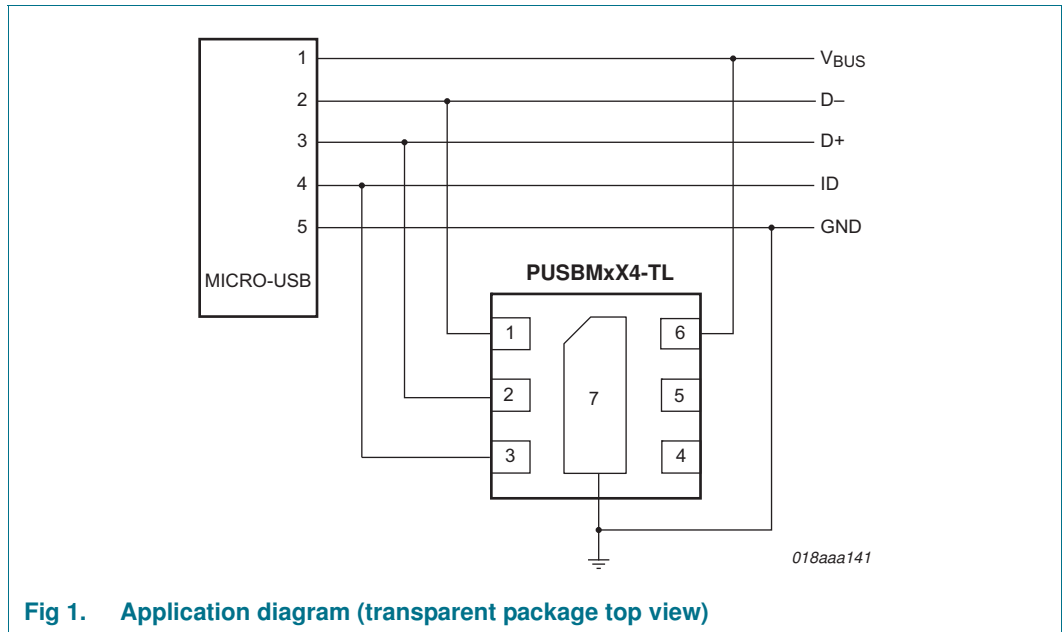 1 V_BUS
2 D–
3 D+
4 ID
5 GND
MICRO-USB
PUSBMxX4-TL
1 6
2 7 5
3 4
018aaa141
Fig 1. Application diagram (transparent package top view)